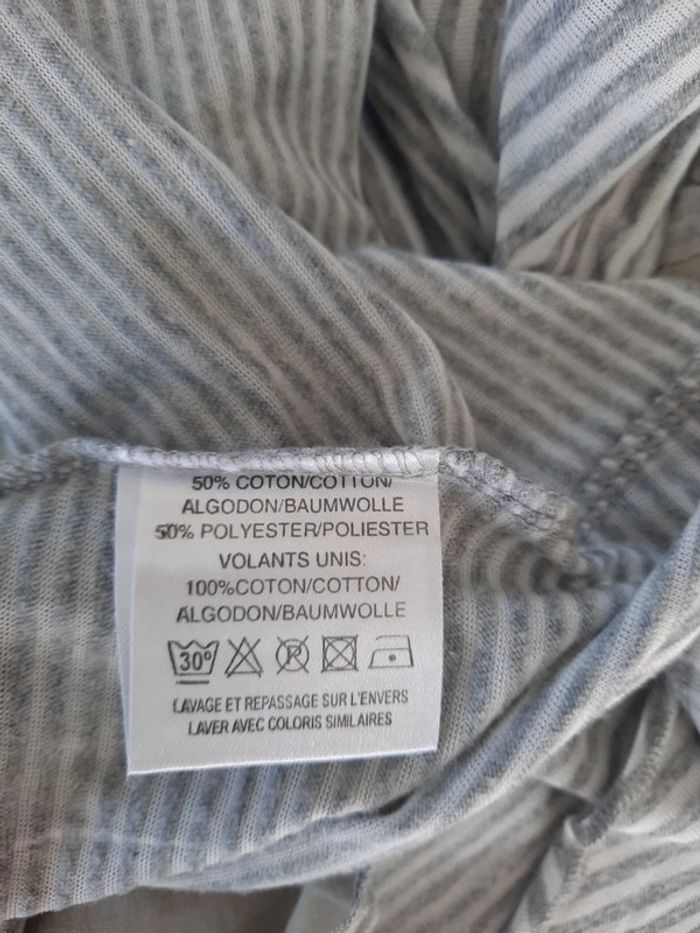 50% COTON/COTTON/
ALGODON/BAUMWOLLE
50% POLYESTER/POLIESTER
VOLANTS UNIS:
100%COTON/COTTON/
ALGODON/BAUMWOLLE
30° P
LAVAGE ET REPASSAGE SUR L'ENVERS
LAVER AVEC COLORIS SIMILAIRES